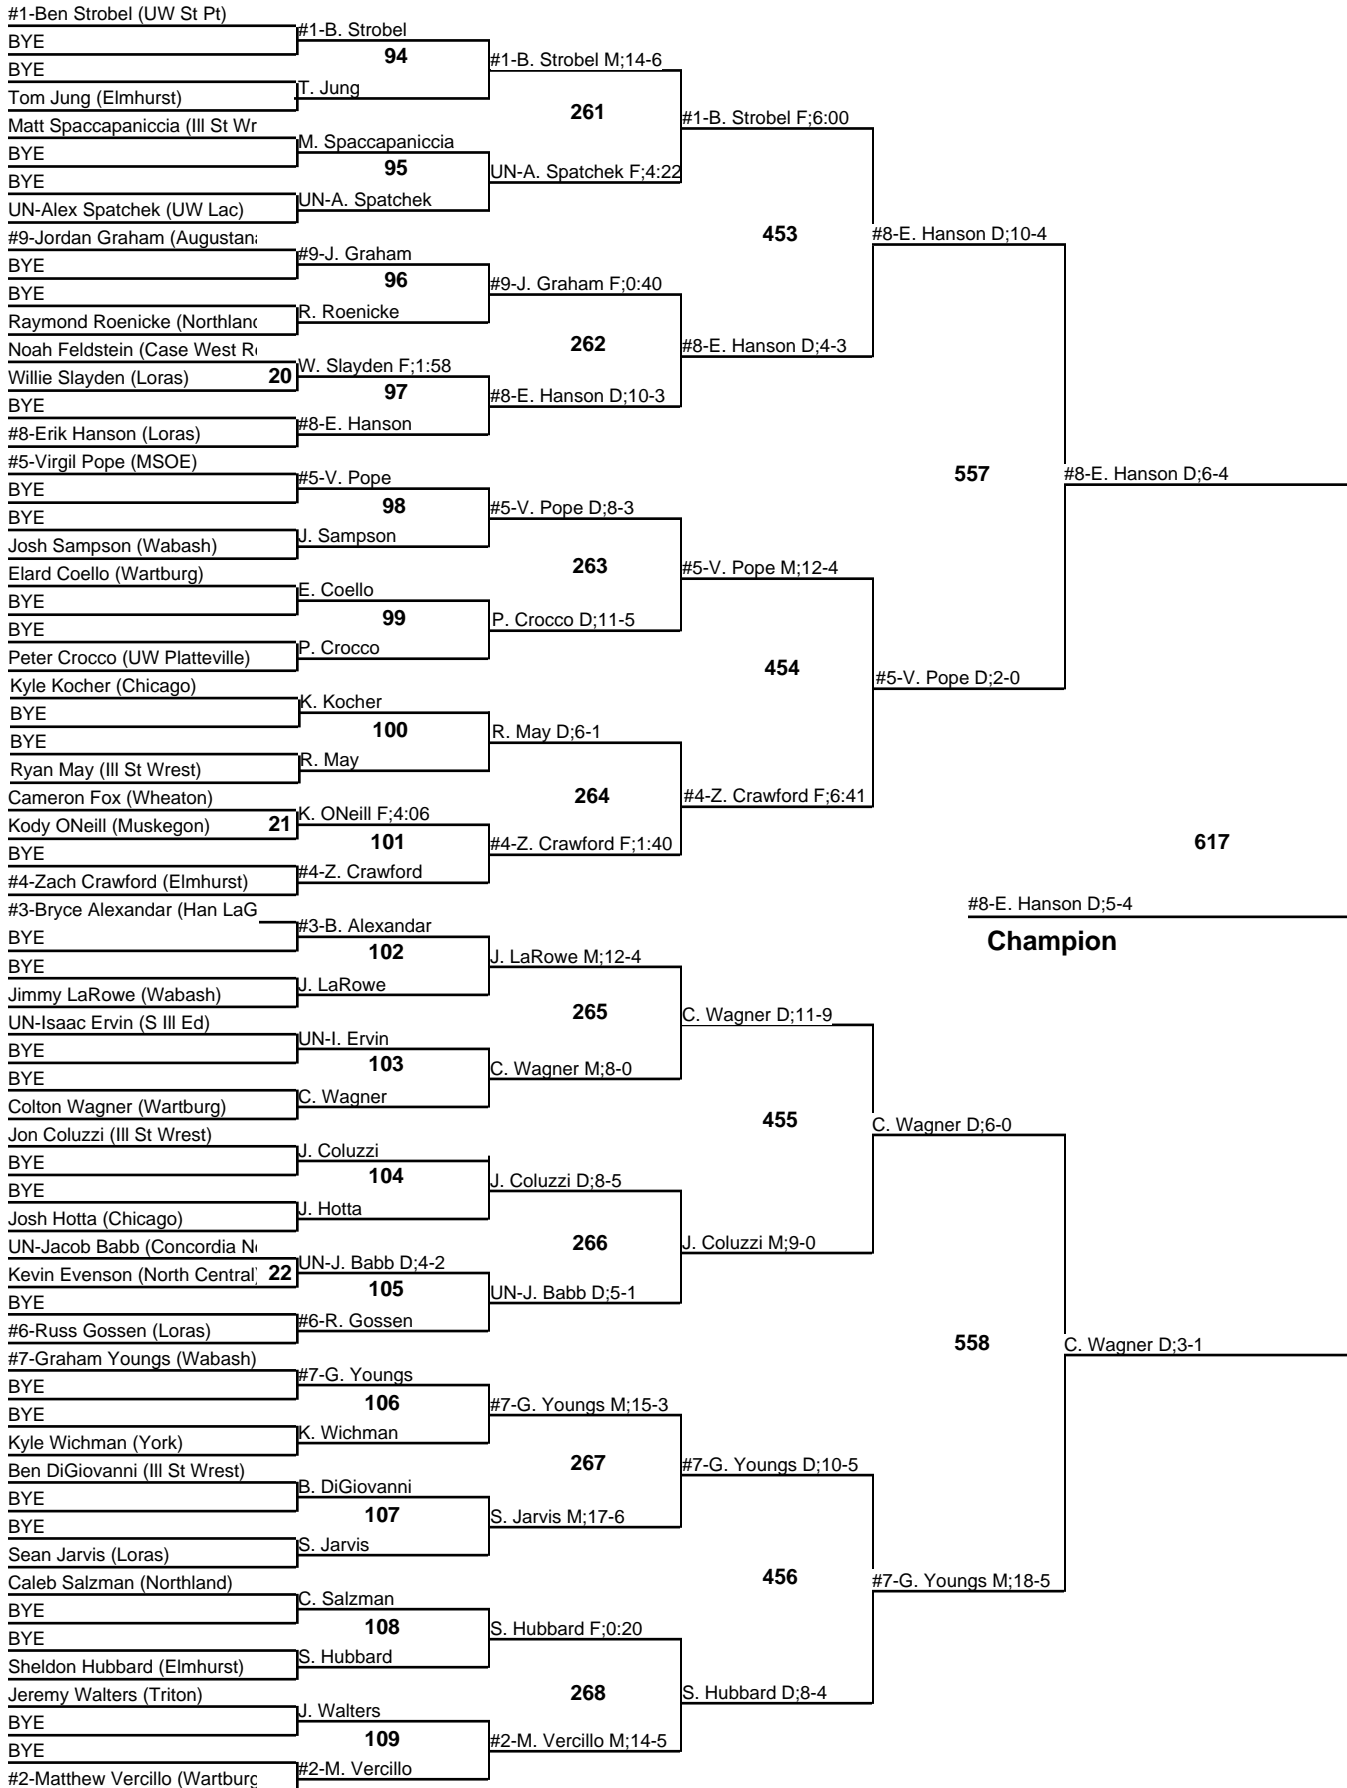 #1-Ben Strobel (UW St Pt)
BYE
BYE
Tom Jung (Elmhurst)
Matt Spaccapaniccia (Ill St Wr
BYE
BYE
UN-Alex Spatchek (UW Lac)
#9-Jordan Graham (Augustana
BYE
BYE
Raymond Roenicke (Northland
Noah Feldstein (Case West Re
Willie Slayden (Loras) 20
BYE
#8-Erik Hanson (Loras)
#5-Virgil Pope (MSOE)
BYE
BYE
Josh Sampson (Wabash)
Elard Coello (Wartburg)
BYE
BYE
Peter Crocco (UW Platteville)
Kyle Kocher (Chicago)
BYE
BYE
Ryan May (Ill St Wrest)
Cameron Fox (Wheaton)
Kody ONeill (Muskegon) 21
BYE
#4-Zach Crawford (Elmhurst)
#3-Bryce Alexandar (Han LaG
BYE
BYE
Jimmy LaRowe (Wabash)
UN-Isaac Ervin (S Ill Ed)
BYE
BYE
Colton Wagner (Wartburg)
Jon Coluzzi (Ill St Wrest)
BYE
BYE
Josh Hotta (Chicago)
UN-Jacob Babb (Concordia Ne
Kevin Evenson (North Central) 22
BYE
#6-Russ Gossen (Loras)
#7-Graham Youngs (Wabash)
BYE
BYE
Kyle Wichman (York)
Ben DiGiovanni (Ill St Wrest)
BYE
BYE
Sean Jarvis (Loras)
Caleb Salzman (Northland)
BYE
BYE
Sheldon Hubbard (Elmhurst)
Jeremy Walters (Triton)
BYE
BYE
#2-Matthew Vercillo (Wartburg
#1-B. Strobel
94
T. Jung
M. Spaccapaniccia
95
UN-A. Spatchek
#9-J. Graham
96
R. Roenicke
W. Slayden F;1:58
97
#8-E. Hanson
#5-V. Pope
98
J. Sampson
E. Coello
99
P. Crocco
K. Kocher
100
R. May
K. ONeill F;4:06
101
#4-Z. Crawford
#3-B. Alexandar
102
J. LaRowe
UN-I. Ervin
103
C. Wagner
J. Coluzzi
104
J. Hotta
UN-J. Babb D;4-2
105
#6-R. Gossen
#7-G. Youngs
106
K. Wichman
B. DiGiovanni
107
S. Jarvis
C. Salzman
108
S. Hubbard
J. Walters
109
#2-M. Vercillo
#1-B. Strobel M;14-6
261
UN-A. Spatchek F;4:22
#9-J. Graham F;0:40
262
#8-E. Hanson D;10-3
#5-V. Pope D;8-3
263
P. Crocco D;11-5
R. May D;6-1
264
#4-Z. Crawford F;1:40
J. LaRowe M;12-4
265
C. Wagner M;8-0
J. Coluzzi D;8-5
266
UN-J. Babb D;5-1
#7-G. Youngs M;15-3
267
S. Jarvis M;17-6
S. Hubbard F;0:20
268
#2-M. Vercillo M;14-5
#1-B. Strobel F;6:00
453
#8-E. Hanson D;4-3
#5-V. Pope M;12-4
454
#4-Z. Crawford F;6:41
C. Wagner D;11-9
455
J. Coluzzi M;9-0
#7-G. Youngs D;10-5
456
S. Hubbard D;8-4
#8-E. Hanson D;10-4
557
#5-V. Pope D;2-0
C. Wagner D;6-0
558
#7-G. Youngs M;18-5
#8-E. Hanson D;6-4
617
C. Wagner D;3-1
#8-E. Hanson D;5-4
Champion